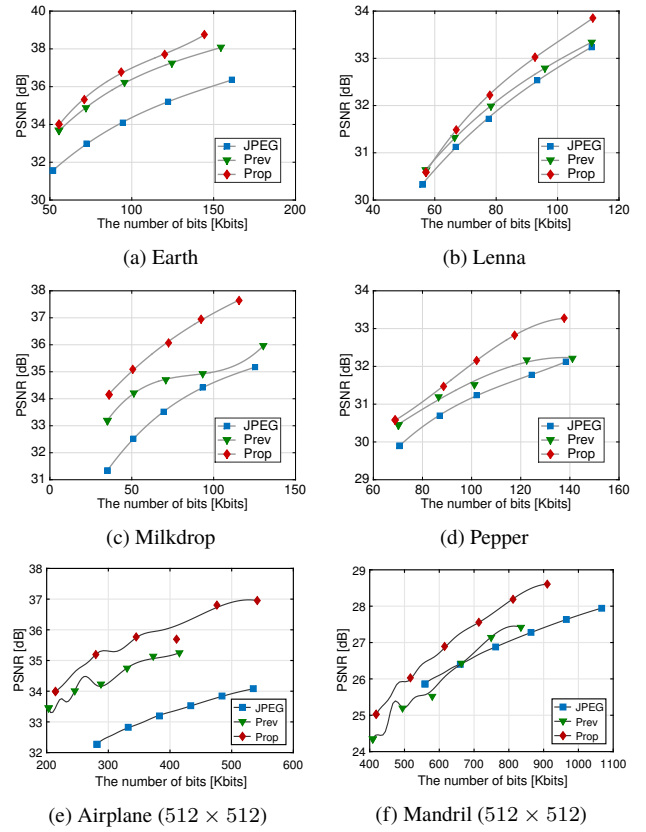 40
38
36
34
32
30
PSNR [dB]
JPEG
Prev
Prop
50 100 150 200
The number of bits [Kbits]
(a) Earth
34
33
32
31
30
PSNR [dB]
JPEG
Prev
Prop
40 60 80 100 120
The number of bits [Kbits]
(b) Lenna
38
37
36
35
34
33
32
31
PSNR [dB]
JPEG
Prev
Prop
0 50 100 150
The number of bits [Kbits]
(c) Milkdrop
34
33
32
31
30
29
PSNR [dB]
JPEG
Prev
Prop
60 80 100 120 140 160
The number of bits [Kbits]
(d) Pepper
38
37
36
35
34
33
32
PSNR [dB]
JPEG
Prev
Prop
200 300 400 500 600
The number of bits [Kbits]
(e) Airplane (512 × 512)
29
28
27
26
25
24
PSNR [dB]
JPEG
Prev
Prop
400 500 600 700 800 900 1000 1100
The number of bits [Kbits]
(f) Mandril (512 × 512)